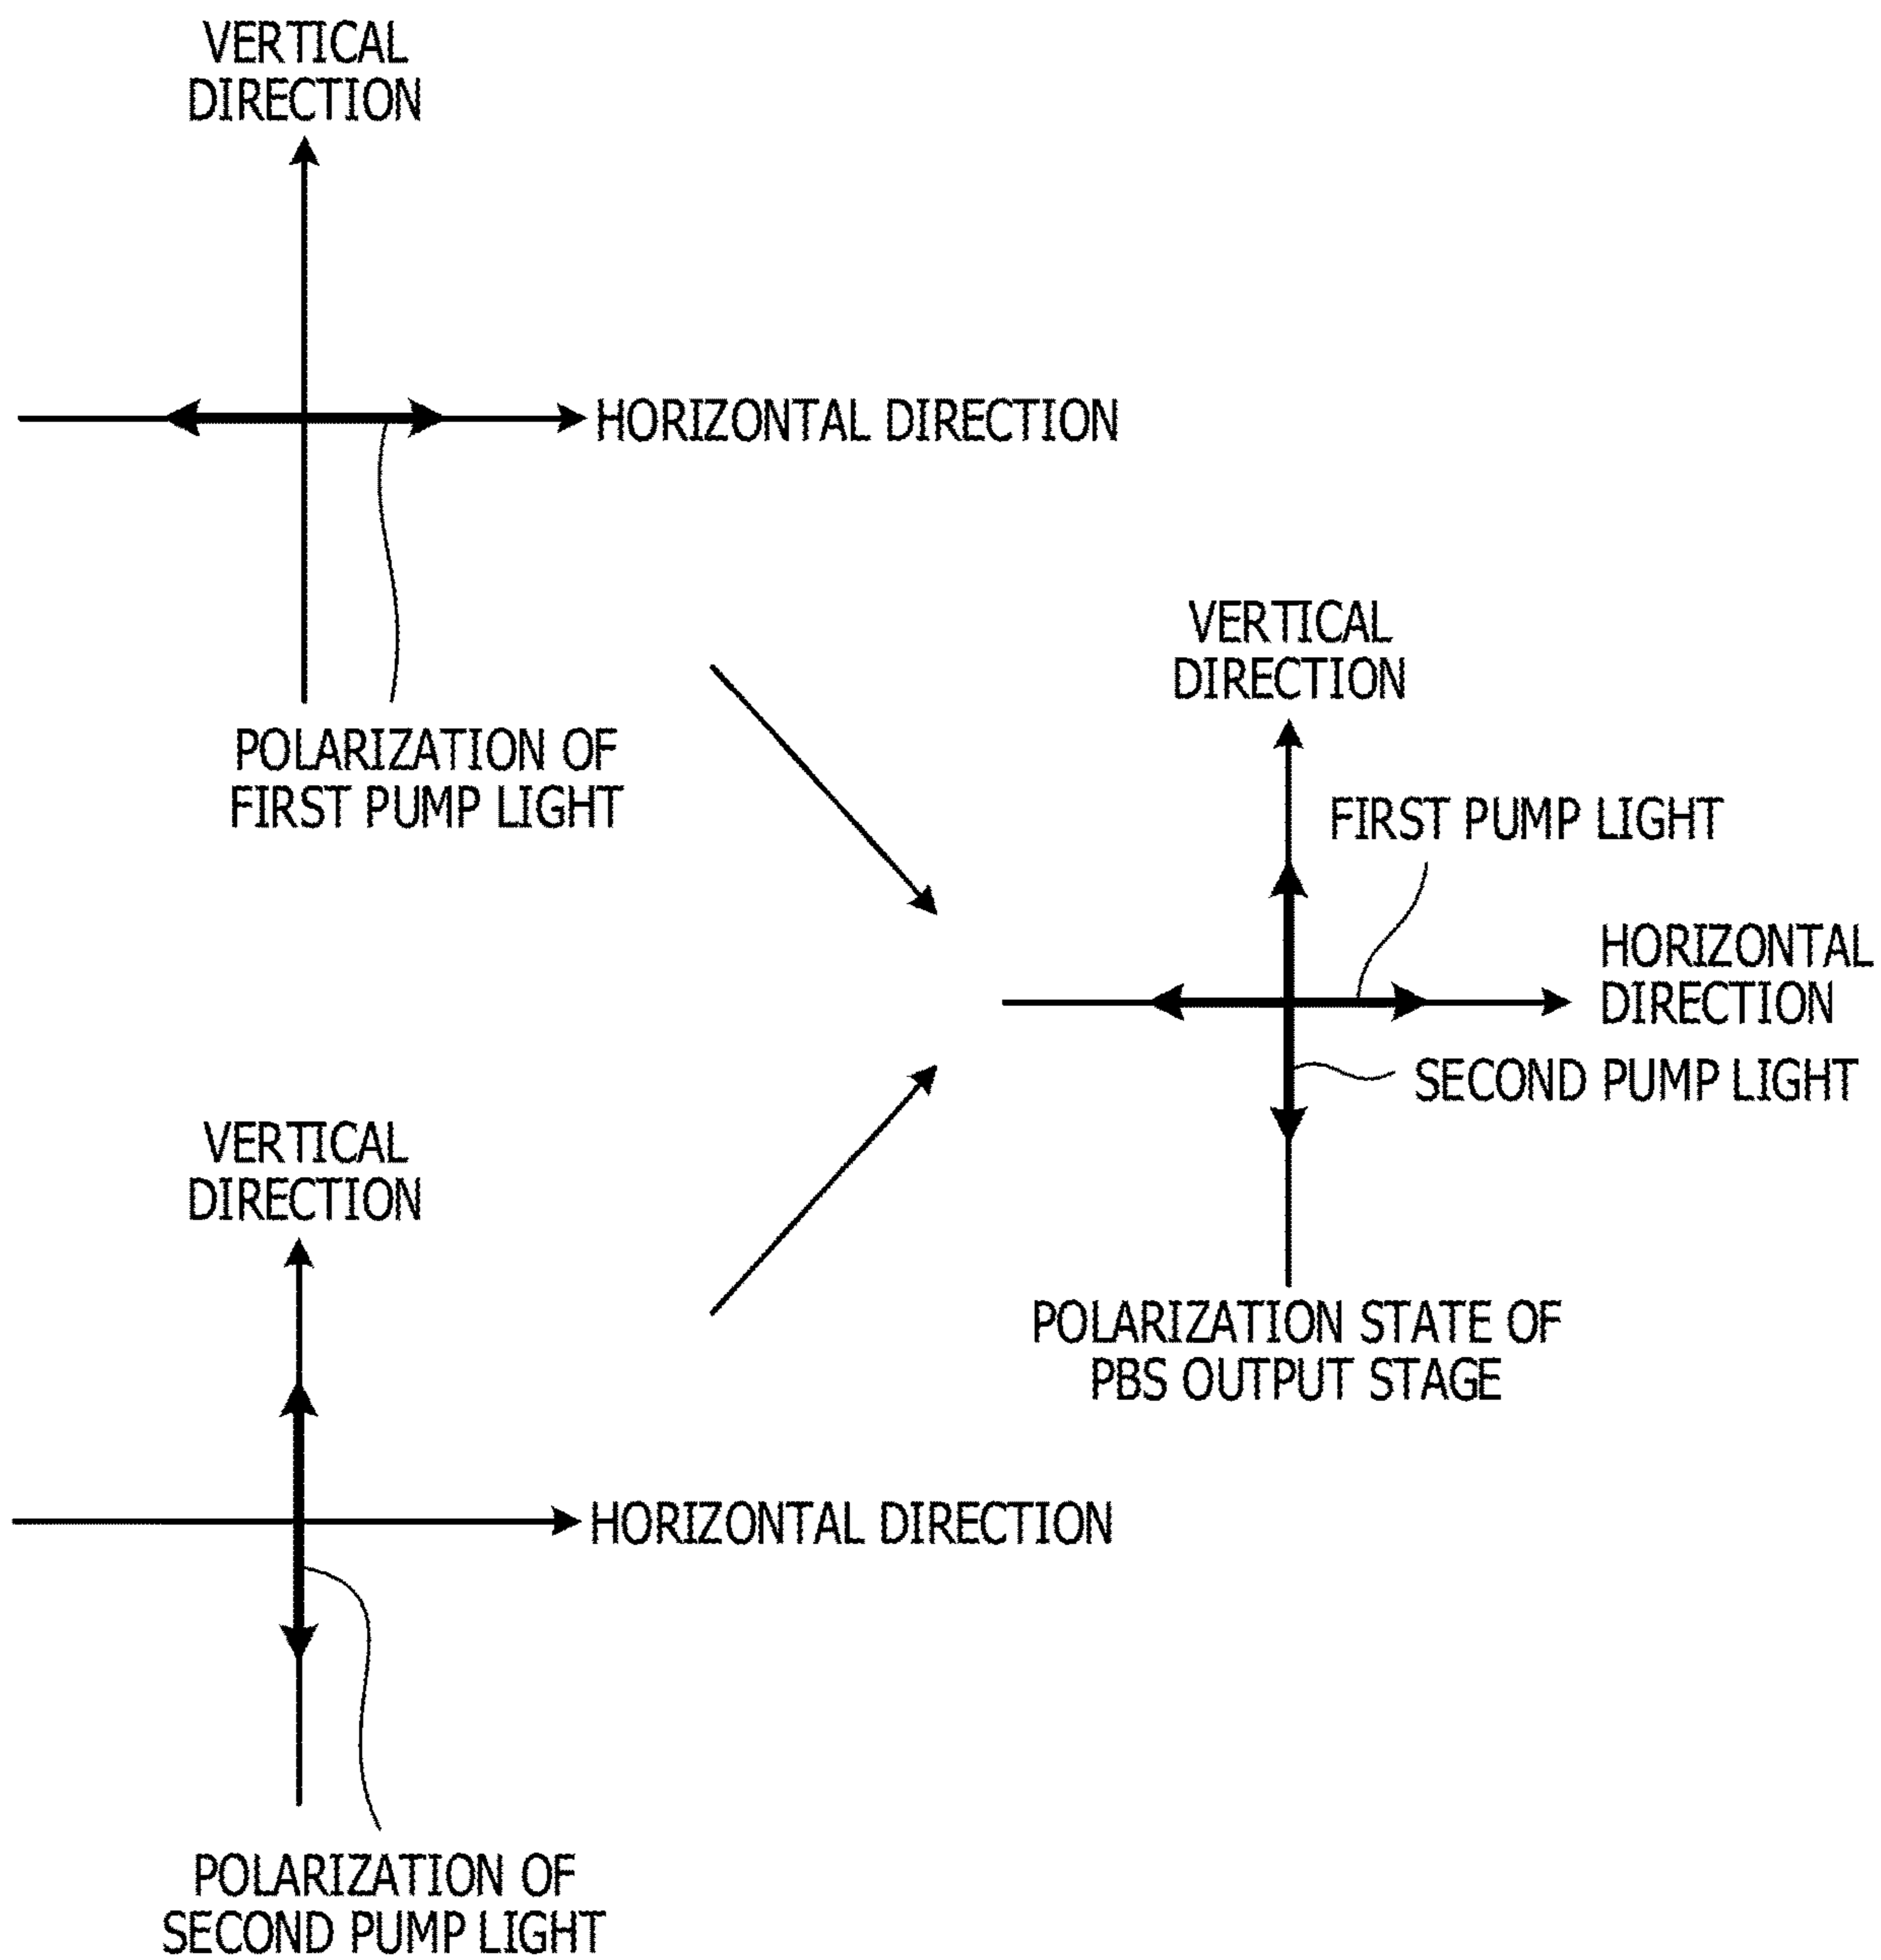 VERTICAL
DIRECTION
HORIZONTAL DIRECTION
POLARIZATION OF
FIRST PUMP LIGHT
VERTICAL
DIRECTION
FIRST PUMP LIGHT
HORIZONTAL
DIRECTION
SECOND PUMP LIGHT
POLARIZATION STATE OF
PBS OUTPUT STAGE
VERTICAL
DIRECTION
HORIZONTAL DIRECTION
POLARIZATION OF
SECOND PUMP LIGHT